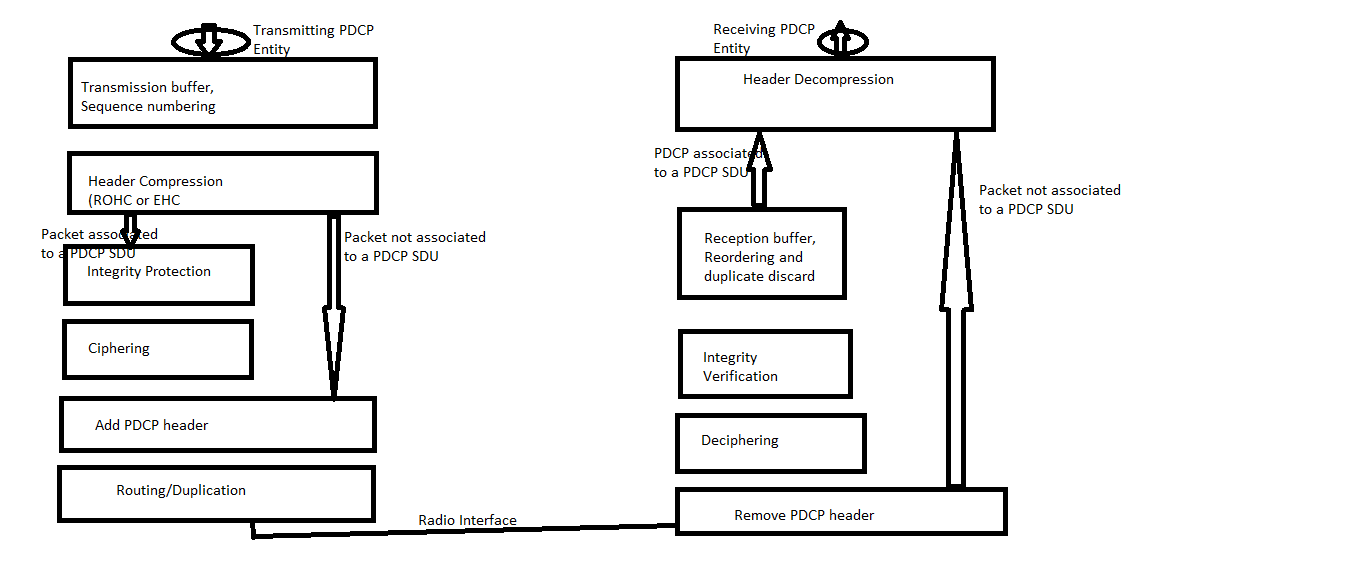 Transmitting PDCP
Entity
Transmission buffer,
Sequence numbering
Header Compression
(ROHC or EHC
Packet associated
to a PDCP SDU
Packet not associated
to a PDCP SDU
Integrity Protection
Ciphering
Add PDCP header
Routing/Duplication
Radio Interface
Receiving PDCP
Entity
Header Decompression
PDCP associated
to a PDCP SDU
Packet not associated
to a PDCP SDU
Reception buffer,
Reordering and
duplicate discard
Integrity
Verification
Deciphering
Remove PDCP header